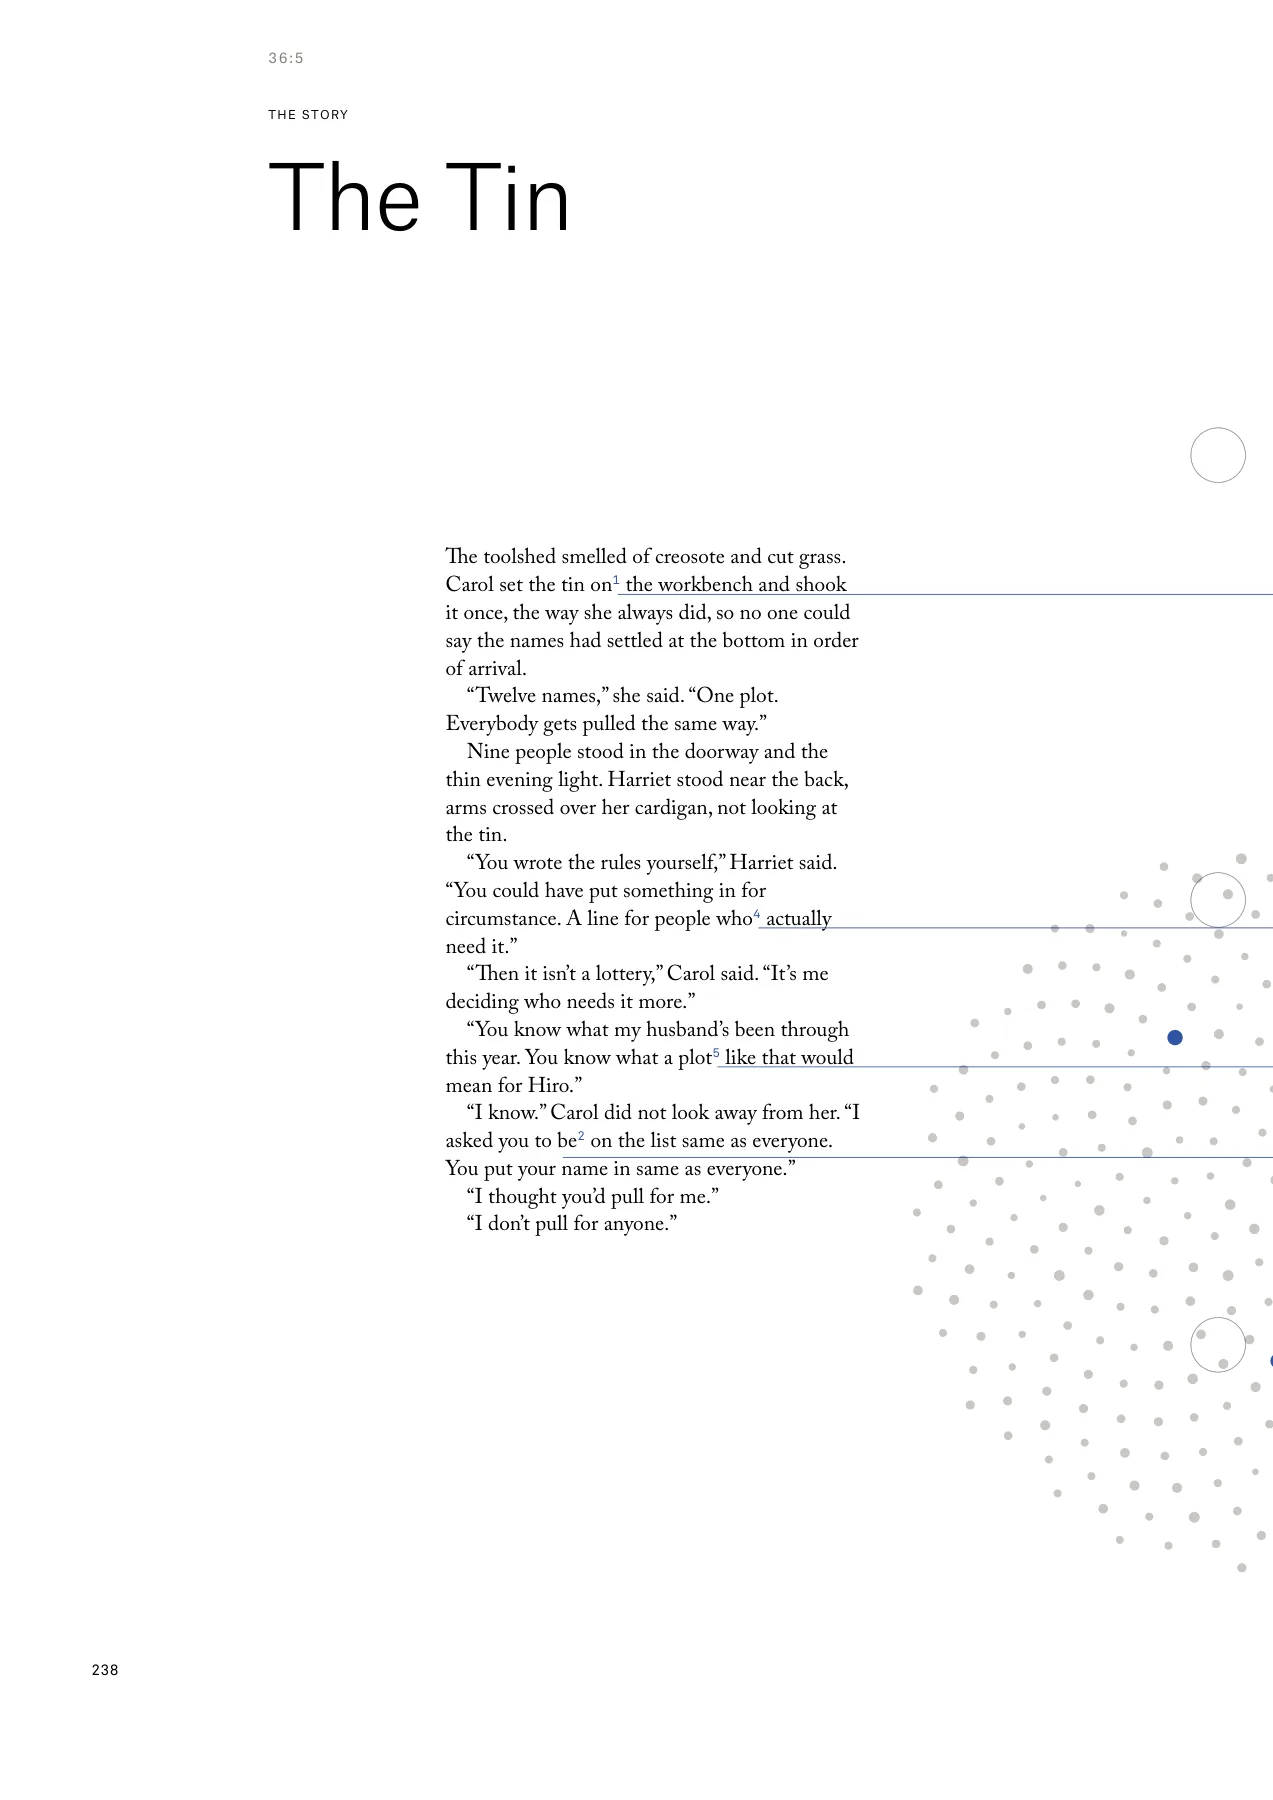 36:5
THE STORY
The Tin
The toolshed smelled of creosote and cut grass.
Carol set the tin on¹ the workbench and shook
it once, the way she always did, so no one could
say the names had settled at the bottom in order
of arrival.
“Twelve names,” she said. “One plot.
Everybody gets pulled the same way.”
Nine people stood in the doorway and the
thin evening light. Harriet stood near the back,
arms crossed over her cardigan, not looking at
the tin.
“You wrote the rules yourself,” Harriet said.
“You could have put something in for
circumstance. A line for people who⁴ actually
need it.”
“Then it isn’t a lottery,” Carol said. “It’s me
deciding who needs it more.”
“You know what my husband’s been through
this year. You know what a plot⁵ like that would
mean for Hiro.”
“I know.” Carol did not look away from her. “I
asked you to be² on the list same as everyone.
You put your name in same as everyone.”
“I thought you’d pull for me.”
“I don’t pull for anyone.”
238